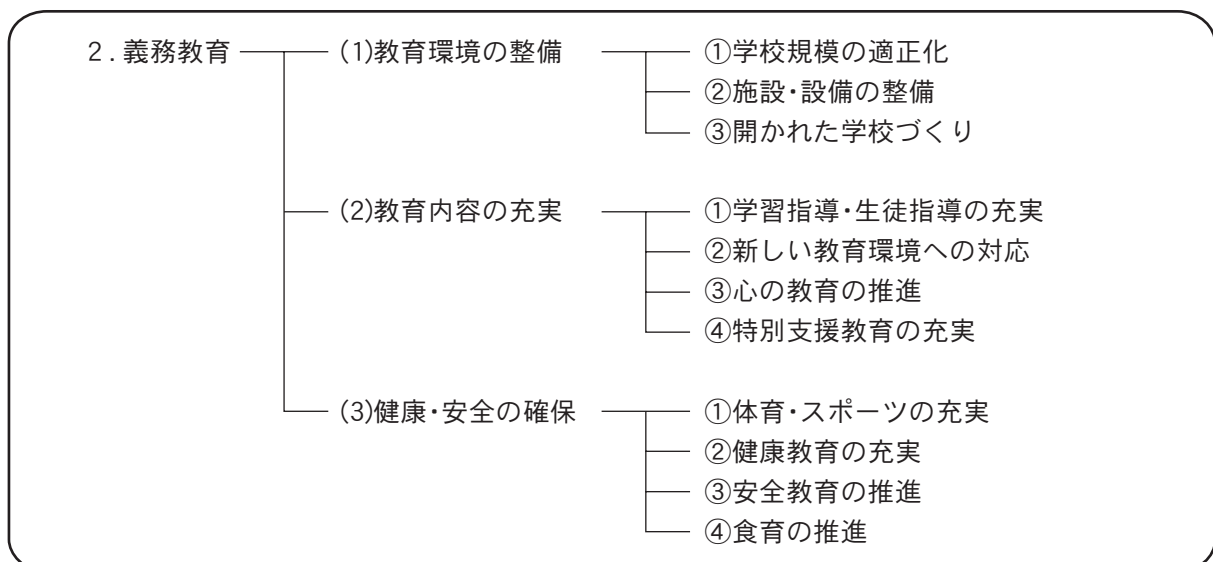 2.義務教育 (1)教育環境の整備 ①学校規模の適正化
②施設・設備の整備
③開かれた学校づくり
(2)教育内容の充実 ①学習指導・生徒指導の充実
②新しい教育環境への対応
③心の教育の推進
④特別支援教育の充実
(3)健康・安全の確保 ①体育・スポーツの充実
②健康教育の充実
③安全教育の推進
④食育の推進